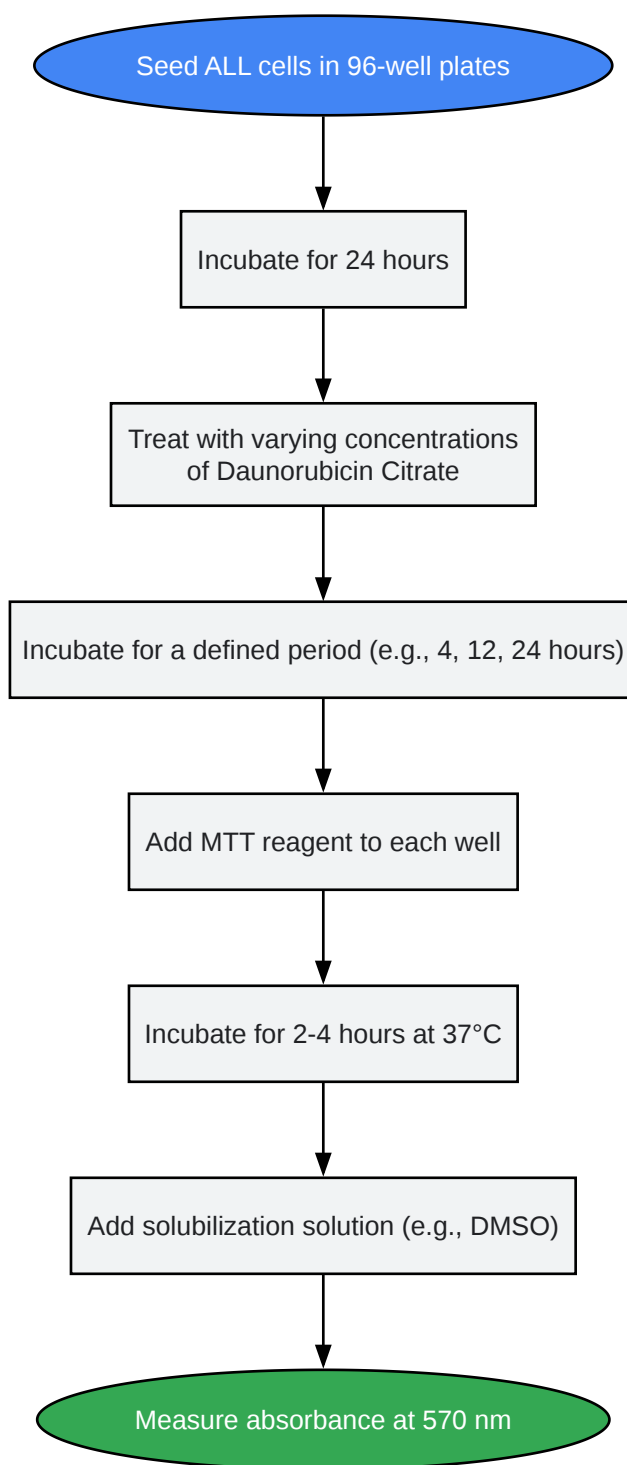 Seed ALL cells in 96-well plates
Incubate for 24 hours
Treat with varying concentrations
of Daunorubicin Citrate
Incubate for a defined period (e.g., 4, 12, 24 hours)
Add MTT reagent to each well
Incubate for 2-4 hours at 37°C
Add solubilization solution (e.g., DMSO)
Measure absorbance at 570 nm